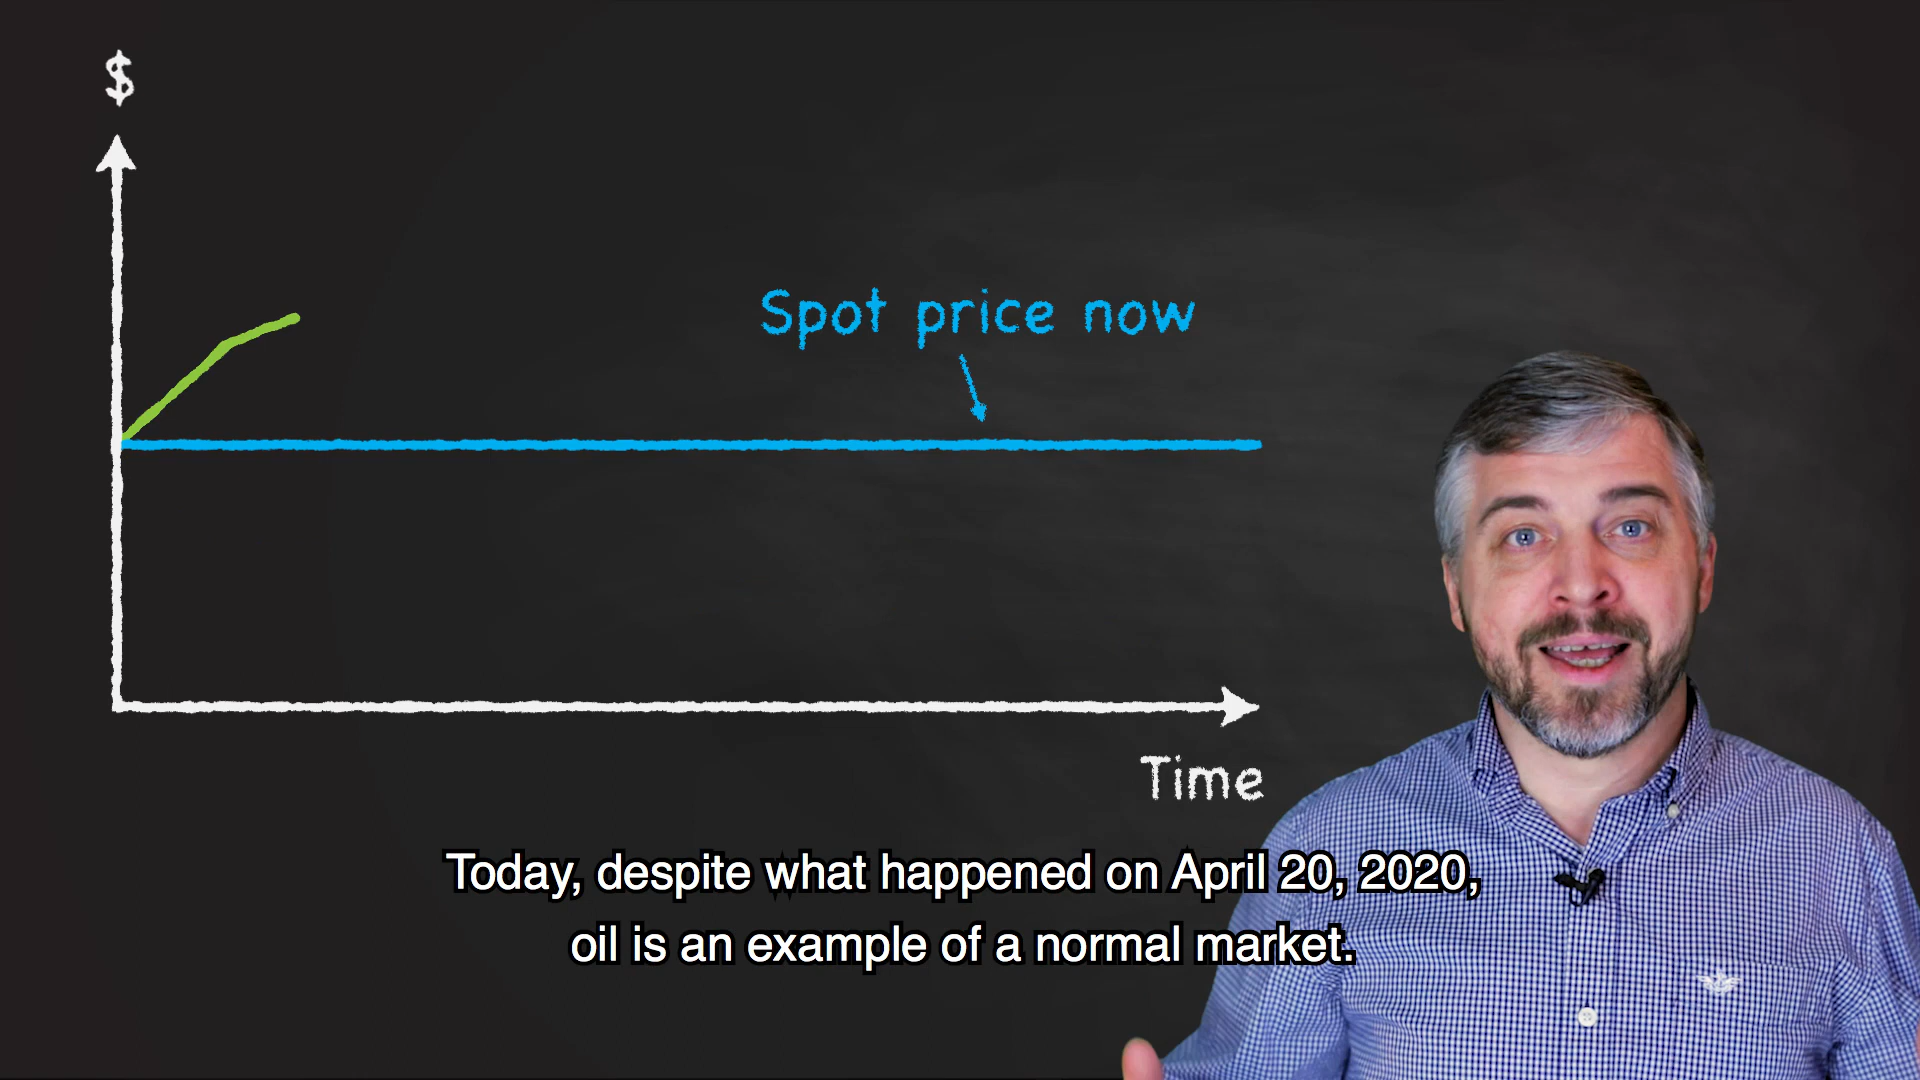 $
Spot price now
Time
Today, despite what happened on April 20, 2020,
oil is an example of a normal market.